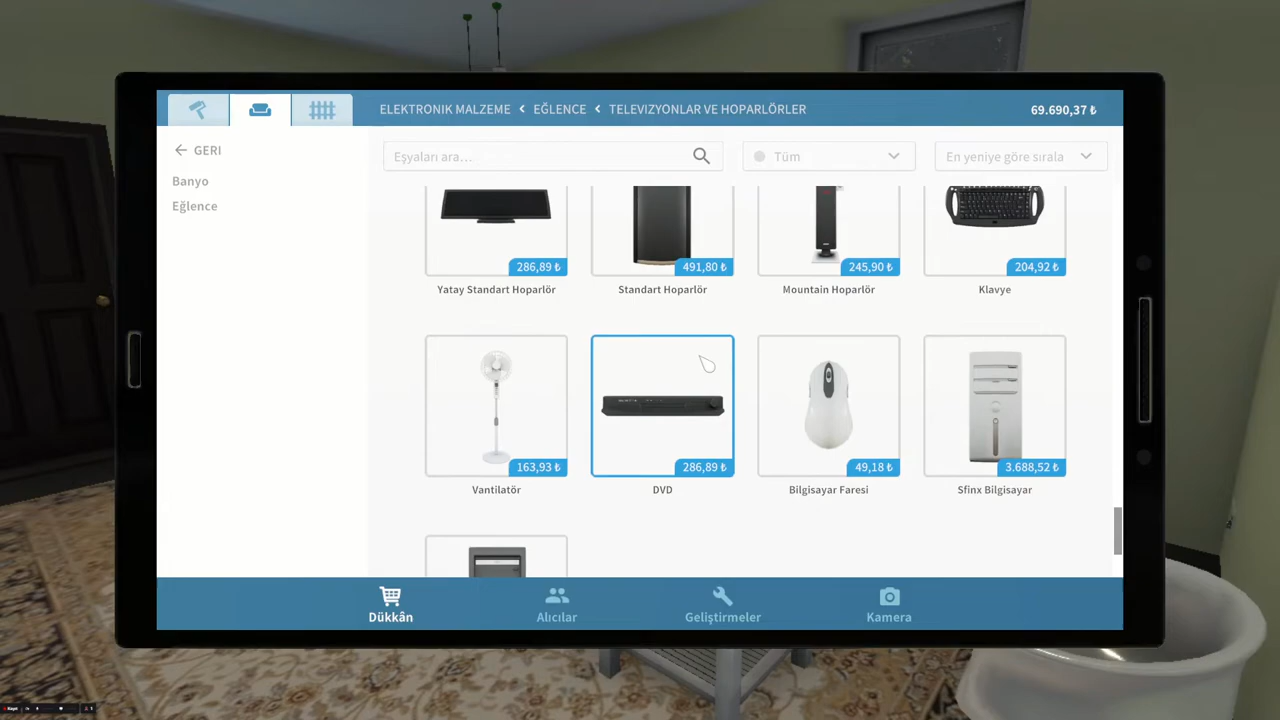 ELEKTRONIK MALZEME < EĞLENCE < TELEVIZYONLAR VE HOPARLÖRLER
69.690,37 ₺
GERI
Eşyaları ara...
Tüm
En yeniye göre sırala
Banyo
Eğlence
286,89 ₺
491,80 ₺
245,90 ₺
204,92 ₺
Yatay Standart Hoparlör
Standart Hoparlör
Mountain Hoparlör
Klavye
163,93 ₺
286,89 ₺
49,18 ₺
3.688,52 ₺
Vantilatör
DVD
Bilgisayar Faresi
Sfinx Bilgisayar
Dükkân
Alıcılar
Geliştirmeler
Kamera